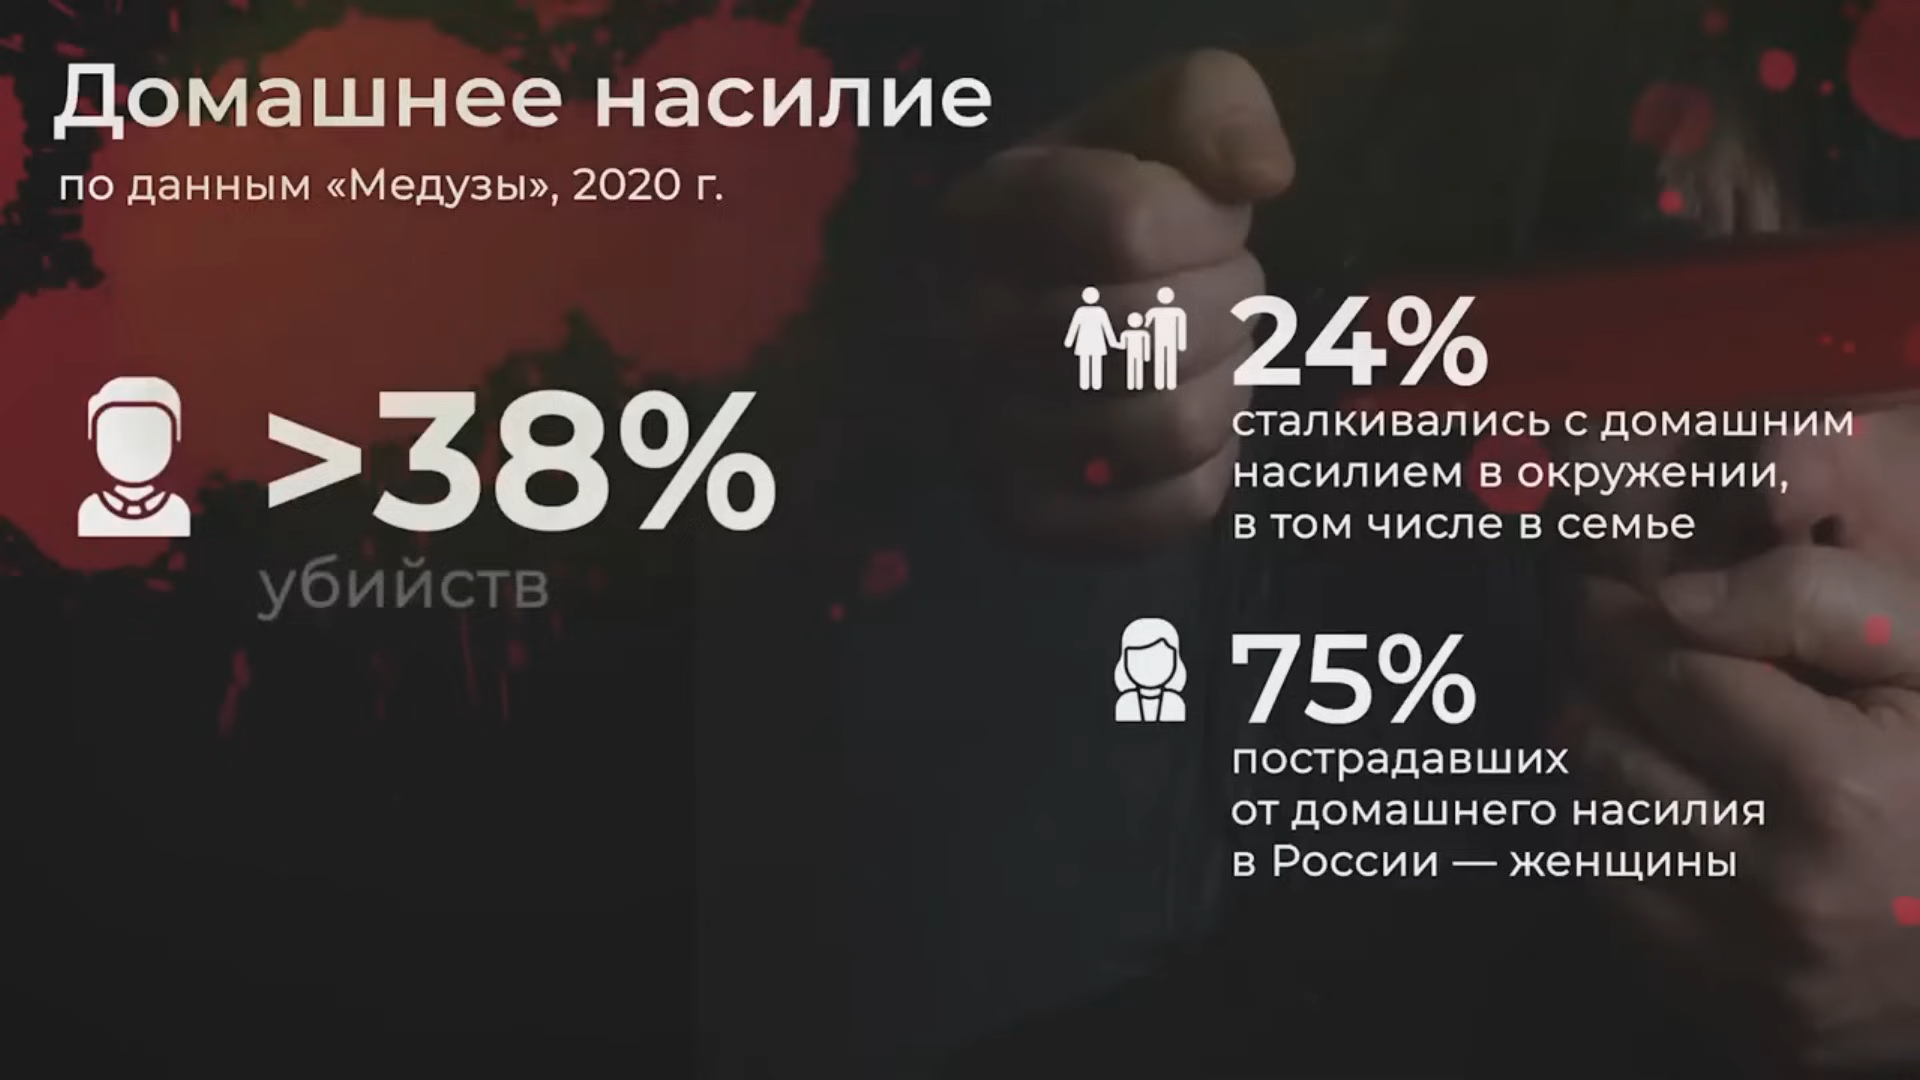 Домашнее насилие
по данным «Медузы», 2020 г.
>38%
убийств
24%
сталкивались с домашним
насилием в окружении,
в том числе в семье
75%
пострадавших
от домашнего насилия
в России — женщины